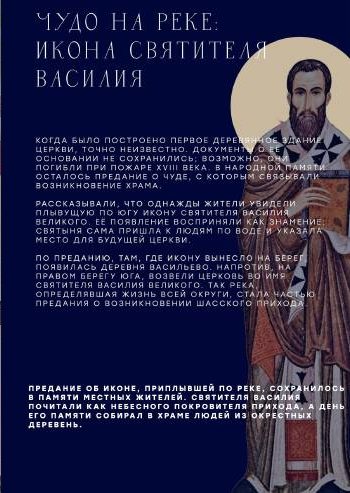 ЧУДО НА РЕКЕ:
ИКОНА СВЯТИТЕЛЯ
ВАСИЛИЯ
КОГДА БЫЛО ПОСТРОЕНО ПЕРВОЕ ДЕРЕВЯННОЕ ЗДАНИЕ
ЦЕРКВИ, ТОЧНО НЕИЗВЕСТНО. ДОКУМЕНТЫ О ЕЕ
ОСНОВАНИИ НЕ СОХРАНИЛИСЬ: ВОЗМОЖНО, ОНИ
ПОГИБЛИ ПРИ ПОЖАРЕ XVIII ВЕКА. В НАРОДНОЙ ПАМЯТИ
ОСТАЛОСЬ ПРЕДАНИЕ О ЧУДЕ, С КОТОРЫМ СВЯЗЫВАЛИ
ВОЗНИКНОВЕНИЕ ХРАМА.
РАССКАЗЫВАЛИ, ЧТО ОДНАЖДЫ ЖИТЕЛИ УВИДЕЛИ
ПЛЫВУЩУЮ ПО ЮГУ ИКОНУ СВЯТИТЕЛЯ ВАСИЛИЯ
ВЕЛИКОГО. ЕЁ ПОЯВЛЕНИЕ ВОСПРИНЯЛИ КАК ЗНАМЕНИЕ:
СВЯТЫНЯ САМА ПРИШЛА К ЛЮДЯМ ПО ВОДЕ И УКАЗАЛА
МЕСТО ДЛЯ БУДУЩЕЙ ЦЕРКВИ.
ПО ПРЕДАНИЮ, ТАМ, ГДЕ ИКОНУ ВЫНЕСЛО НА БЕРЕГ,
ПОЯВИЛАСЬ ДЕРЕВНЯ ВАСИЛЬЕВО. НАПРОТИВ, НА
ПРАВОМ БЕРЕГУ ЮГА, ВОЗВЕЛИ ЦЕРКОВЬ ВО ИМЯ
СВЯТИТЕЛЯ ВАСИЛИЯ ВЕЛИКОГО. ТАК РЕКА,
ОПРЕДЕЛЯВШАЯ ЖИЗНЬ ВСЕЙ ОКРУГИ, СТАЛА ЧАСТЬЮ
ПРЕДАНИЯ О ВОЗНИКНОВЕНИИ ШАССКОГО ПРИХОДА.
ПРЕДАНИЕ ОБ ИКОНЕ, ПРИПЛЫВШЕЙ ПО РЕКЕ, СОХРАНИЛОСЬ
В ПАМЯТИ МЕСТНЫХ ЖИТЕЛЕЙ. СВЯТИТЕЛЯ ВАСИЛИЯ
ПОЧИТАЛИ КАК НЕБЕСНОГО ПОКРОВИТЕЛЯ ПРИХОДА, А ДЕНЬ
ЕГО ПАМЯТИ СОБИРАЛ В ХРАМЕ ЛЮДЕЙ ИЗ ОКРЕСТНЫХ
ДЕРЕВЕНЬ.